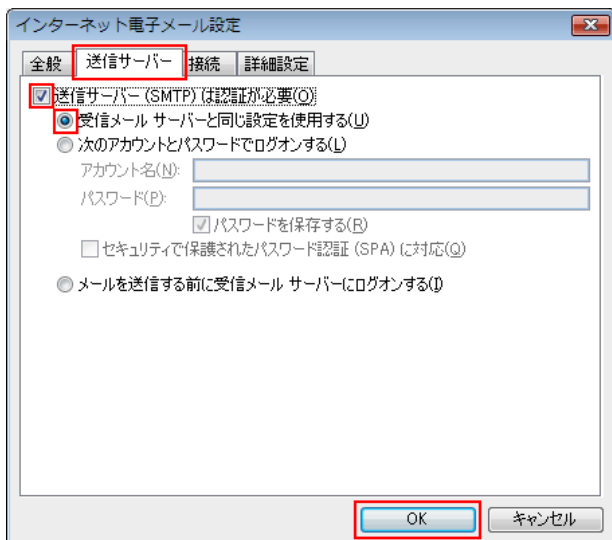 インターネット電子メール設定
全般 送信サーバー 接続 詳細設定
送信サーバー (SMTP) は認証が必要(O)
受信メール サーバーと同じ設定を使用する(U)
次のアカウントとパスワードでログオンする(L)
アカウント名(N):
パスワード(P):
パスワードを保存する(R)
セキュリティで保護されたパスワード認証 (SPA) に対応(Q)
メールを送信する前に受信メール サーバーにログオンする(I)
OK キャンセル